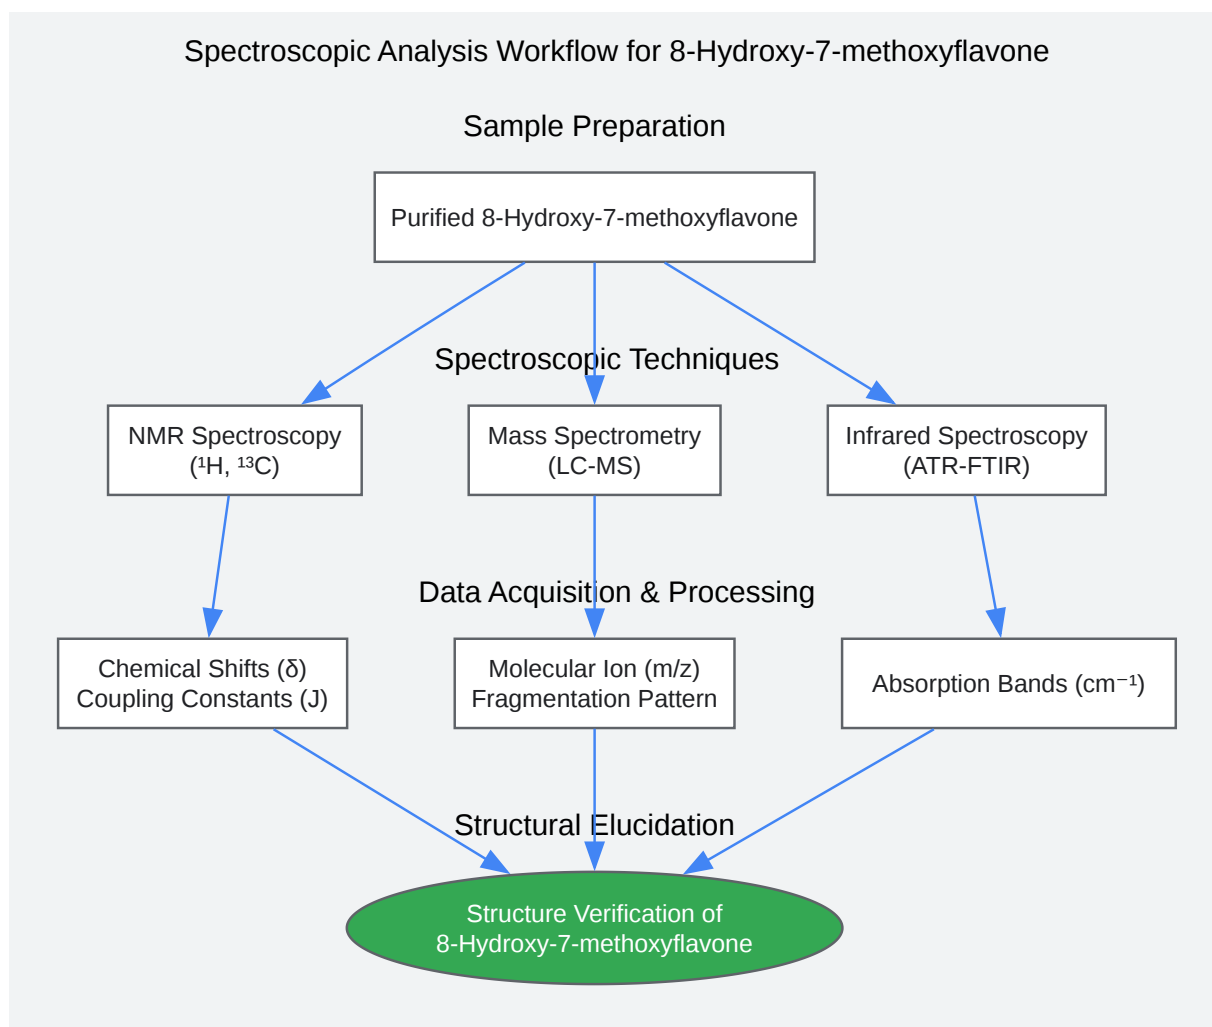 Spectroscopic Analysis Workflow for 8-Hydroxy-7-methoxyflavone
Sample Preparation
Purified 8-Hydroxy-7-methoxyflavone
Spectroscopic Techniques
NMR Spectroscopy
(¹H, ¹³C)
Mass Spectrometry
(LC-MS)
Infrared Spectroscopy
(ATR-FTIR)
Data Acquisition & Processing
Chemical Shifts (δ)
Coupling Constants (J)
Molecular Ion (m/z)
Fragmentation Pattern
Absorption Bands (cm⁻¹)
Structural Elucidation
Structure Verification of
8-Hydroxy-7-methoxyflavone